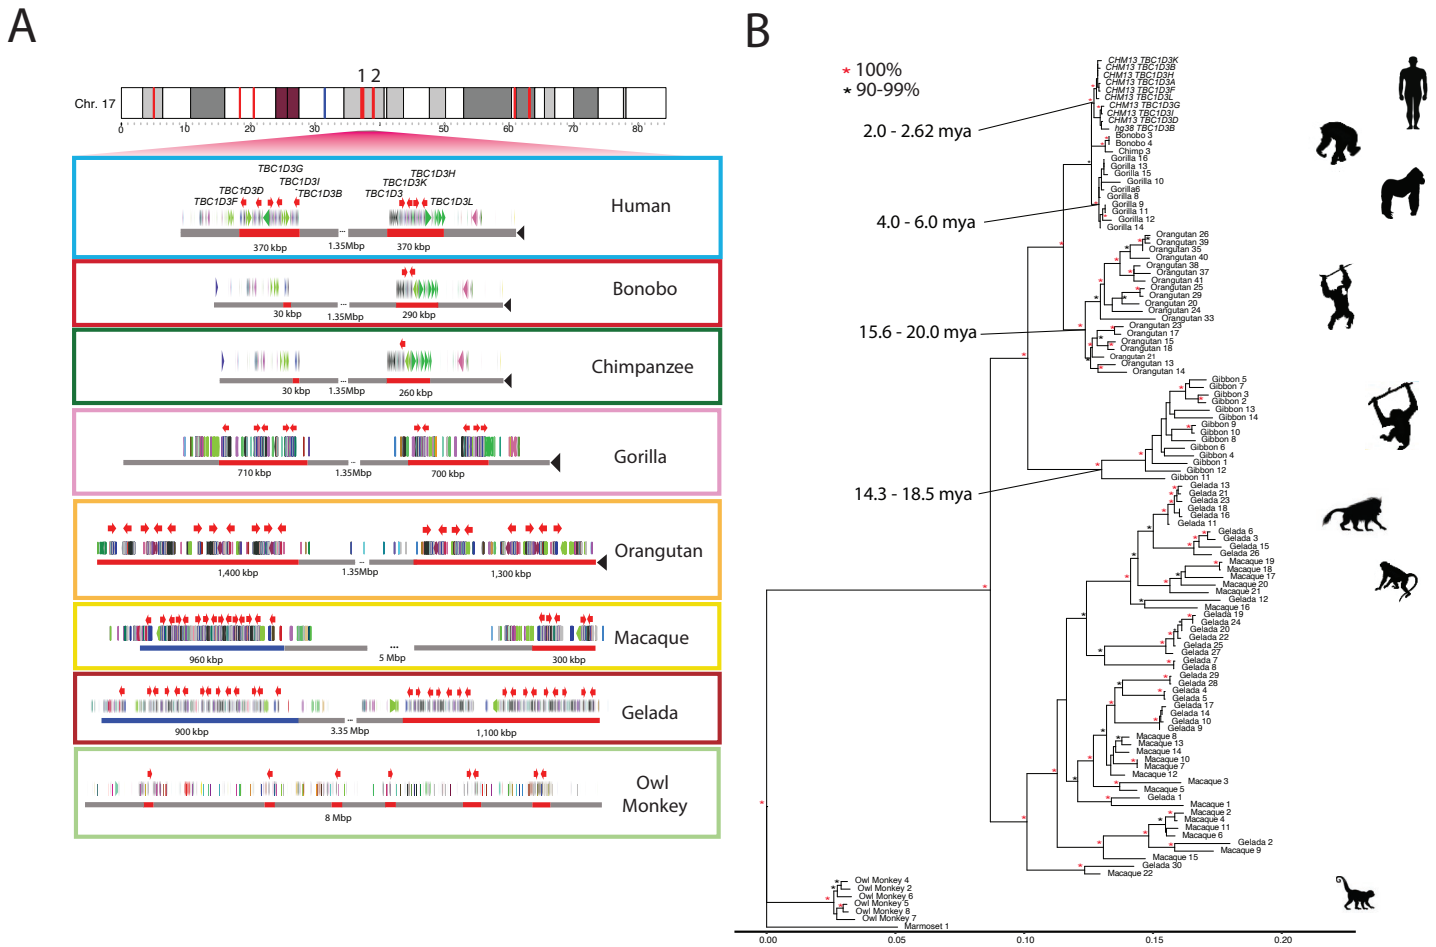 A
1 2
Chr. 17
0 10 20 30 40 50 60 70 80
TBC1D3G
TBC1D3H
TBC1D3I
TBC1D3K
TBC1D3D
TBC1D3B
TBC1D3
TBC1D3F
TBC1D3L
Human
370 kbp
1.35Mbp
370 kbp
Bonobo
30 kbp
1.35Mbp
290 kbp
Chimpanzee
30 kbp
1.35Mbp
260 kbp
Gorilla
710 kbp
1.35Mbp
700 kbp
Orangutan
1,400 kbp
1.35Mbp
1,300 kbp
Macaque
960 kbp
5 Mbp
300 kbp
Gelada
900 kbp
3.35 Mbp
1,100 kbp
Owl
Monkey
8 Mbp
B
* 100%
* 90-99%
2.0 - 2.62 mya
4.0 - 6.0 mya
15.6 - 20.0 mya
14.3 - 18.5 mya
CHM13 TBC1D3K
CHM13 TBC1D3B
CHM13 TBC1D3H
CHM13 TBC1D3A
CHM13 TBC1D3F
CHM13 TBC1D3L
CHM13 TBC1D3G
CHM13 TBC1D3I
CHM13 TBC1D3D
hg38 TBC1D3B
Bonobo 3
Bonobo 4
Chimp 3
Gorilla 16
Gorilla 13
Gorilla 15
Gorilla 10
Gorilla6
Gorilla 8
Gorilla 9
Gorilla 11
Gorilla 12
Gorilla 14
Orangutan 26
Orangutan 39
Orangutan 35
Orangutan 40
Orangutan 38
Orangutan 37
Orangutan 41
Orangutan 25
Orangutan 29
Orangutan 20
Orangutan 24
Orangutan 33
Orangutan 23
Orangutan 17
Orangutan 15
Orangutan 18
Orangutan 21
Orangutan 13
Orangutan 14
Gibbon 5
Gibbon 7
Gibbon 3
Gibbon 2
Gibbon 13
Gibbon 14
Gibbon 9
Gibbon 10
Gibbon 8
Gibbon 6
Gibbon 4
Gibbon 1
Gibbon 12
Gibbon 11
Gelada 13
Gelada 21
Gelada 23
Gelada 18
Gelada 16
Gelada 11
Gelada 6
Gelada 3
Gelada 15
Gelada 26
Macaque 19
Macaque 18
Macaque 17
Macaque 20
Macaque 21
Gelada 12
Macaque 16
Gelada 19
Gelada 24
Gelada 20
Gelada 22
Gelada 25
Gelada 27
Gelada 7
Gelada 8
Gelada 29
Gelada 28
Gelada 4
Gelada 5
Gelada 17
Gelada 14
Gelada 10
Gelada 9
Macaque 8
Macaque 13
Macaque 14
Macaque 10
Macaque 7
Macaque 12
Macaque 3
Macaque 5
Gelada 1
Macaque 1
Macaque 2
Macaque 4
Macaque 11
Macaque 6
Gelada 2
Macaque 9
Macaque 15
Gelada 30
Macaque 22
Owl Monkey 4
Owl Monkey 2
Owl Monkey 6
Owl Monkey 5
Owl Monkey 8
Owl Monkey 7
Marmoset 1
0.00 0.05 0.10 0.15 0.20